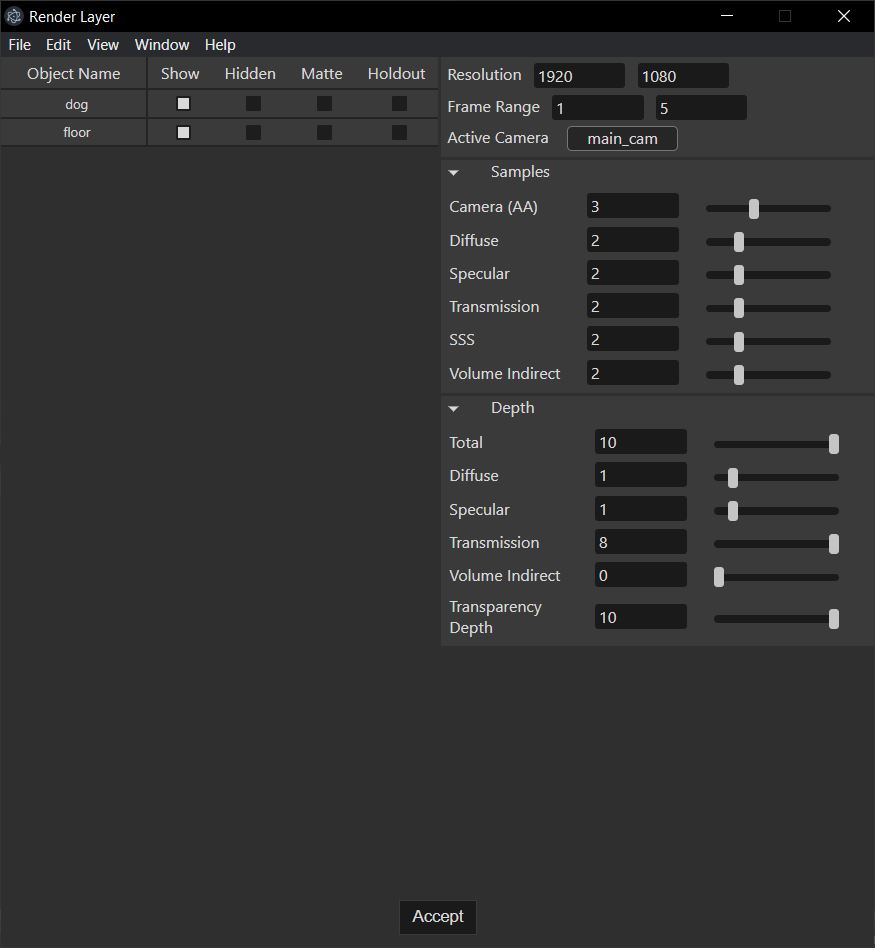 Render Layer
File Edit View Window Help
Object Name Show Hidden Matte Holdout
dog
floor
Resolution 1920 1080
Frame Range 1 5
Active Camera main_cam
Samples
Camera (AA) 3
Diffuse 2
Specular 2
Transmission 2
SSS 2
Volume Indirect 2
Depth
Total 10
Diffuse 1
Specular 1
Transmission 8
Volume Indirect 0
Transparency
Depth 10
Accept